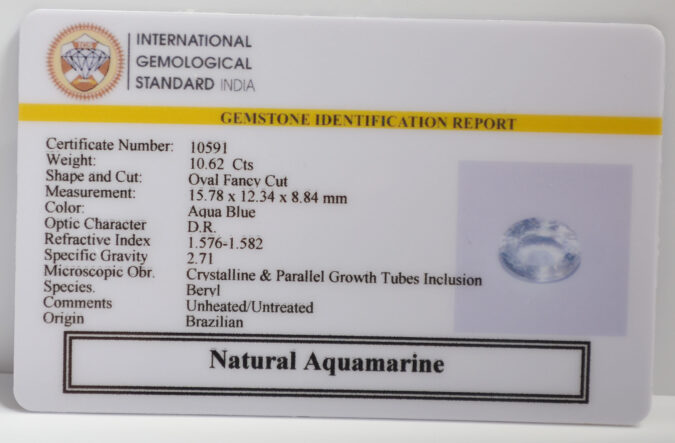 INTERNATIONAL
GEMOLOGICAL
STANDARD INDIA
GEMSTONE IDENTIFICATION REPORT
Certificate Number: 10591
Weight: 10.62 Cts
Shape and Cut: Oval Fancy Cut
Measurement: 15.78 x 12.34 x 8.84 mm
Color: Aqua Blue
Optic Character D.R.
Refractive Index 1.576-1.582
Specific Gravity 2.71
Microscopic Obr. Crystalline & Parallel Growth Tubes Inclusion
Species. Beryl
Comments Unheated/Untreated
Origin Brazilian
Natural Aquamarine